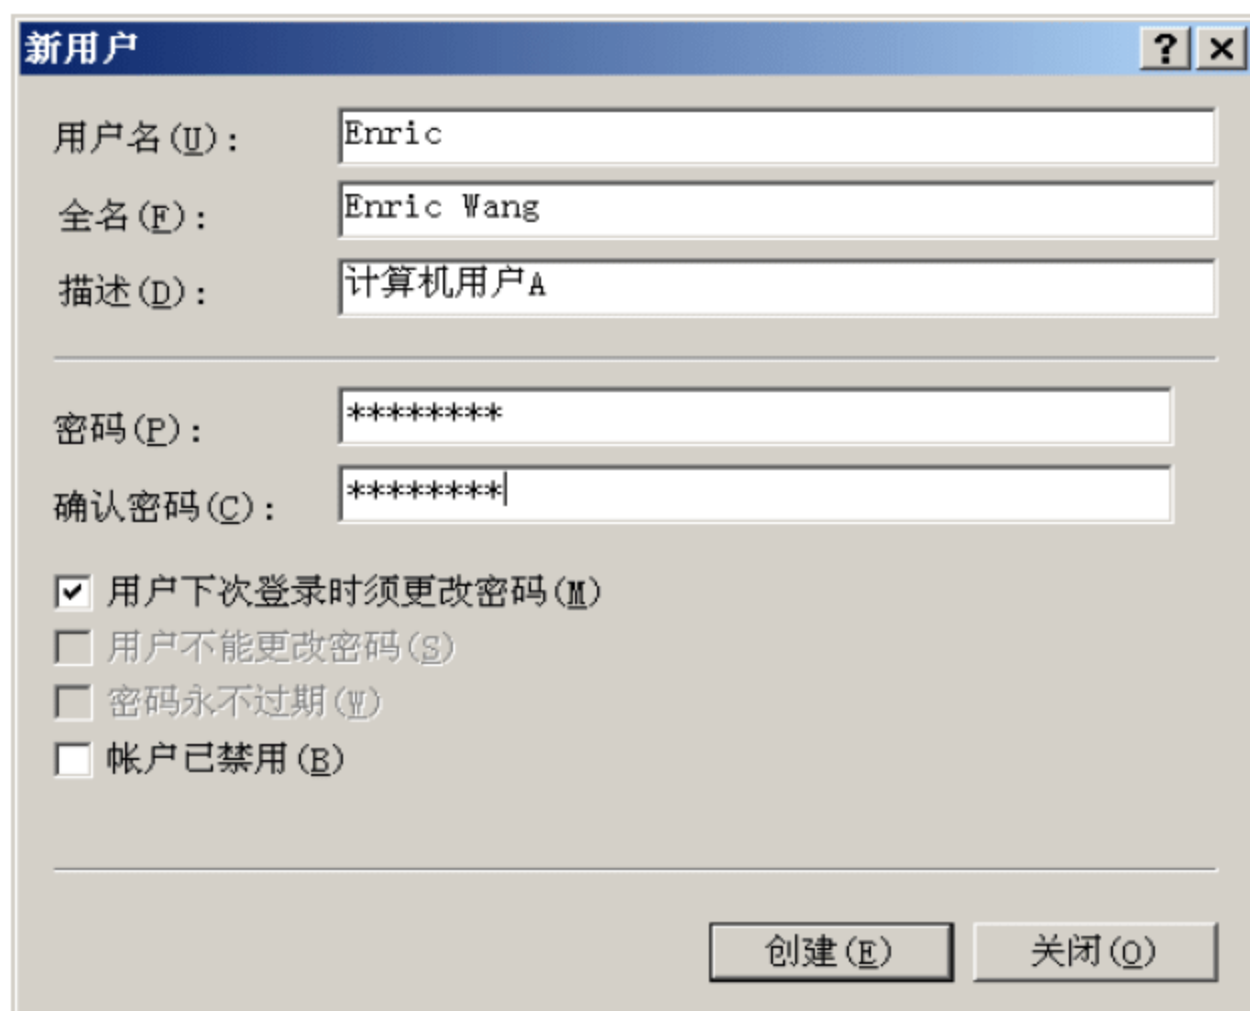 新用户
用户名(U): Enric
全名(F): Enric Wang
描述(D): 计算机用户A
密码(P): ********
确认密码(C): ********
用户下次登录时须更改密码(M)
用户不能更改密码(S)
密码永不过期(W)
帐户已禁用(B)
创建(E) 关闭(O)